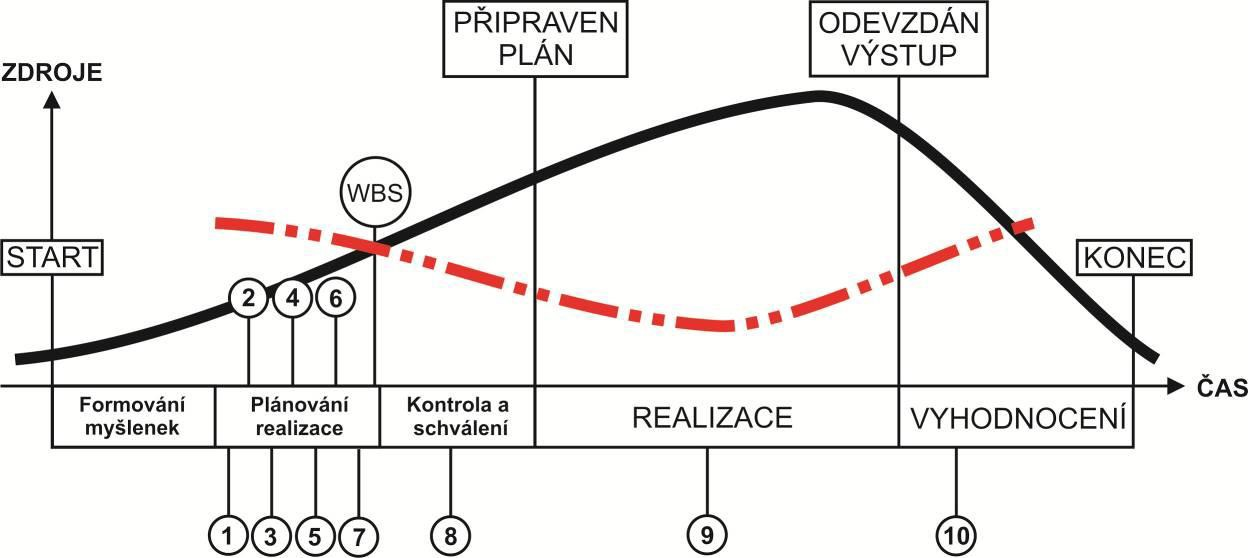 PŘIPRAVEN
PLÁN
ODEVZDÁN
VÝSTUP
ZDROJE
WBS
START
KONEC
2
4
6
ČAS
Formování
myšlenek
Plánování
realizace
Kontrola a
schválení
REALIZACE
VYHODNOCENÍ
1
3
5
7
8
9
10